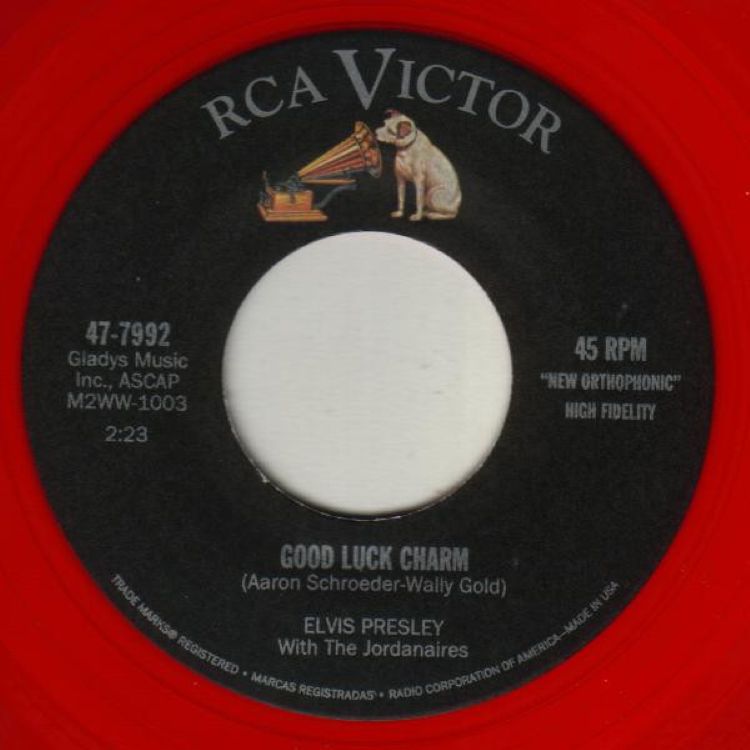 RCA VICTOR
47-7992
Gladys Music
Inc., ASCAP
M2WW-1003
2:23
45 RPM
"NEW ORTHOPHONIC"
HIGH FIDELITY
GOOD LUCK CHARM
(Aaron Schroeder-Wally Gold)
ELVIS PRESLEY
With The Jordanaires
TRADE MARKS® REGISTERED • MARCAS REGISTRADAS • RADIO CORPORATION OF AMERICA—MADE IN USA